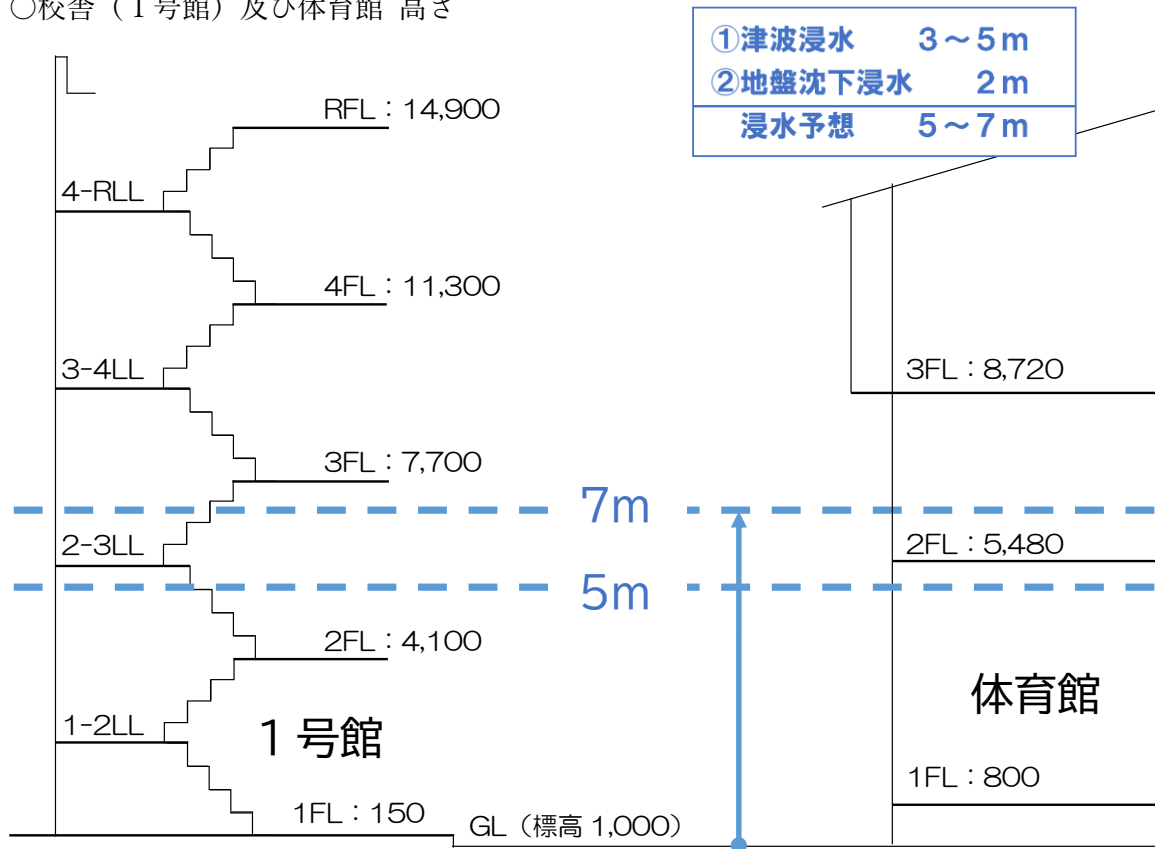 ○校舎（１号館）及び体育館 高さ
①津波浸水 3～5m
②地盤沈下浸水 2m
浸水予想 5～7m
RFL：14,900
4-RLL
4FL：11,300
3-4LL
3FL：8,720
3FL：7,700
7m
2-3LL
2FL：5,480
5m
2FL：4,100
体育館
1-2LL
１号館
1FL：800
1FL：150
GL（標高 1,000）